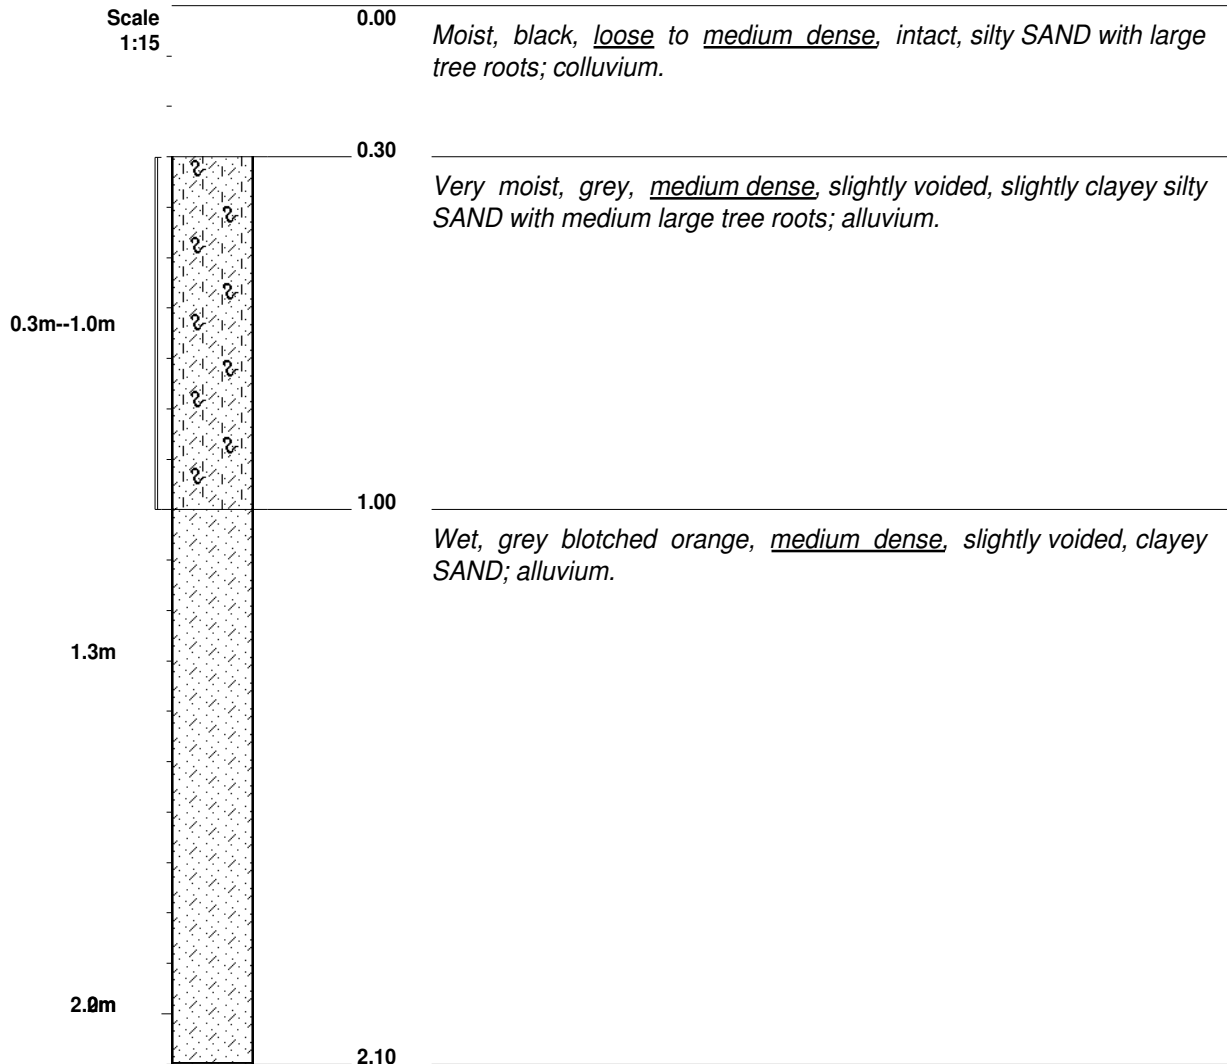 Scale
1:15
0.00
Moist, black, loose to medium dense, intact, silty SAND with large
tree roots; colluvium.
0.30
Very moist, grey, medium dense, slightly voided, slightly clayey silty
SAND with medium large tree roots; alluvium.
0.3m--1.0m
1.00
Wet, grey blotched orange, medium dense, slightly voided, clayey
SAND; alluvium.
1.3m
2.10